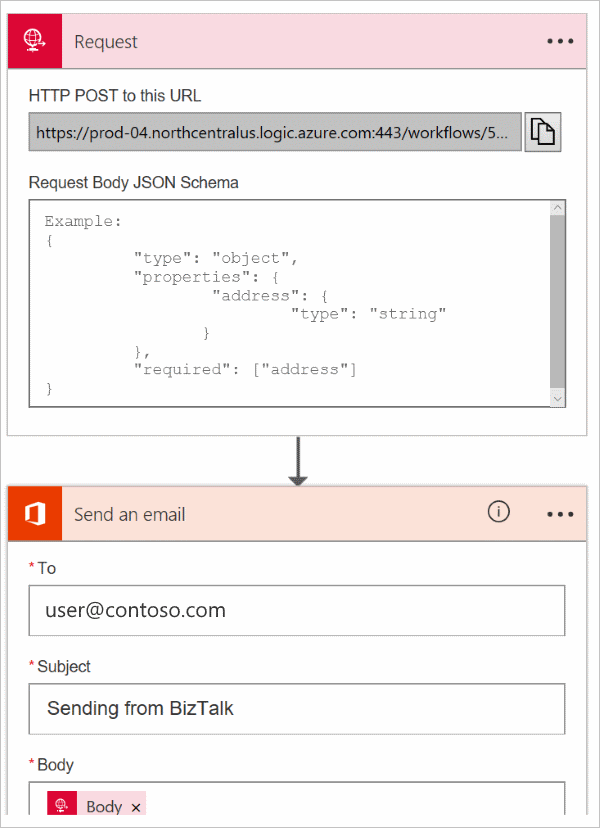 Request
HTTP POST to this URL
https://prod-04.northcentralus.logic.azure.com:443/workflows/5...
Request Body JSON Schema
Example:
{
"type": "object",
"properties": {
"address": {
"type": "string"
}
},
"required": ["address"]
}
Send an email
*To
user@contoso.com
*Subject
Sending from BizTalk
*Body
Body ×